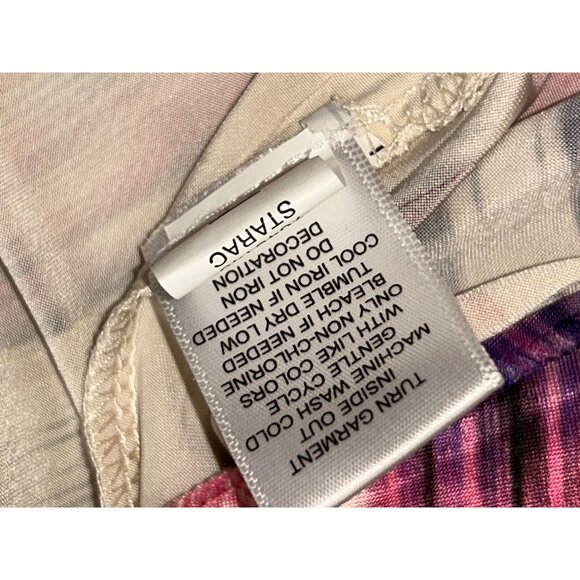 TURN GARMENT
INSIDE OUT
MACHINE WASH COLD
GENTLE CYCLE
WITH LIKE COLORS
ONLY NON-CHLORINE
BLEACH IF NEEDED
TUMBLE DRY LOW
COOL IRON IF NEEDED
DO NOT IRON
DECORATION
STARAC